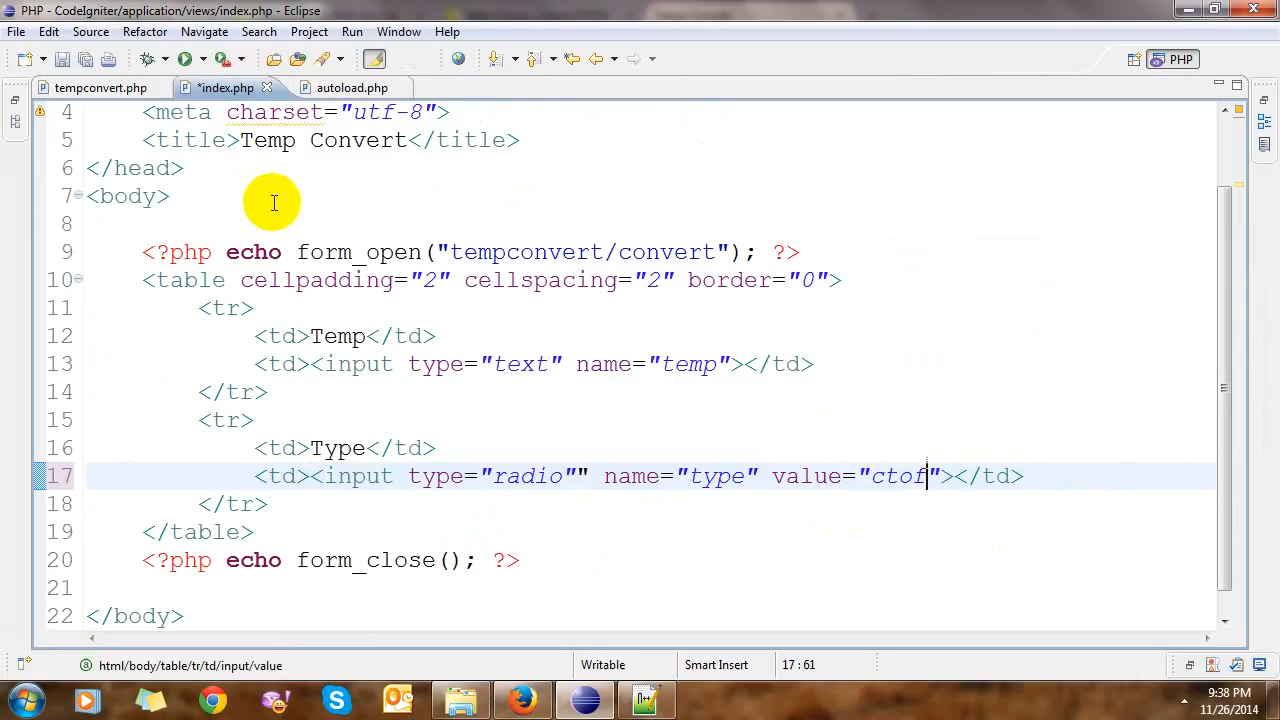 PHP - CodeIgniter/application/views/index.php - Eclipse
File Edit Source Refactor Navigate Search Project Run Window Help
PHP
tempconvert.php *index.php autoload.php
4 <meta charset="utf-8">
5 <title>Temp Convert</title>
6 </head>
7 <body>
8
9 <?php echo form_open("tempconvert/convert"); ?>
10 <table cellpadding="2" cellspacing="2" border="0">
11 <tr>
12 <td>Temp</td>
13 <td><input type="text" name="temp"></td>
14 </tr>
15 <tr>
16 <td>Type</td>
17 <td><input type="radio"" name="type" value="ctof"></td>
18 </tr>
19 </table>
20 <?php echo form_close(); ?>
21
22 </body>
html/body/table/tr/td/input/value Writable Smart Insert 17 : 61
9:38 PM
11/26/2014